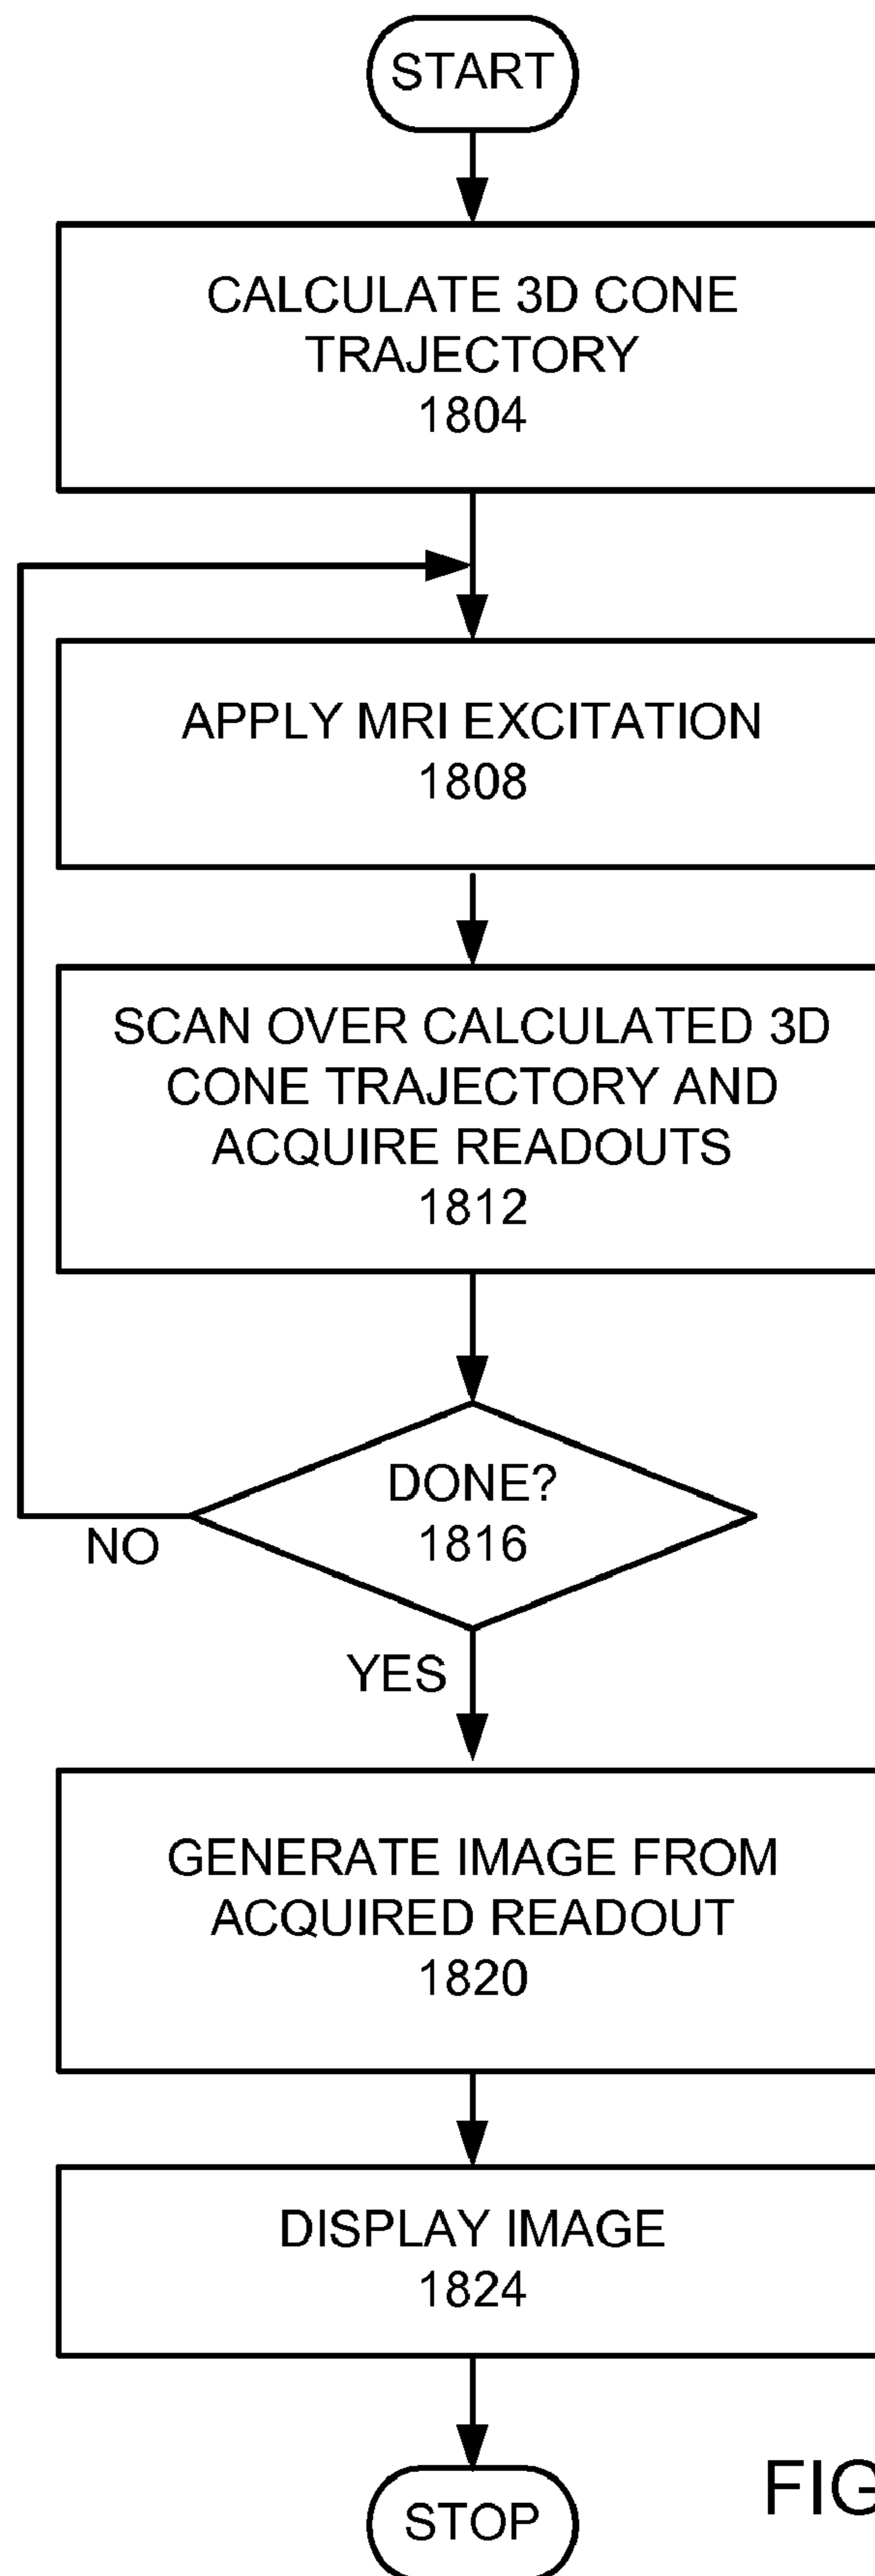 START
CALCULATE 3D CONE
TRAJECTORY
1804
APPLY MRI EXCITATION
1808
SCAN OVER CALCULATED 3D
CONE TRAJECTORY AND
ACQUIRE READOUTS
1812
DONE?
1816
NO
YES
GENERATE IMAGE FROM
ACQUIRED READOUT
1820
DISPLAY IMAGE
1824
STOP
FIG